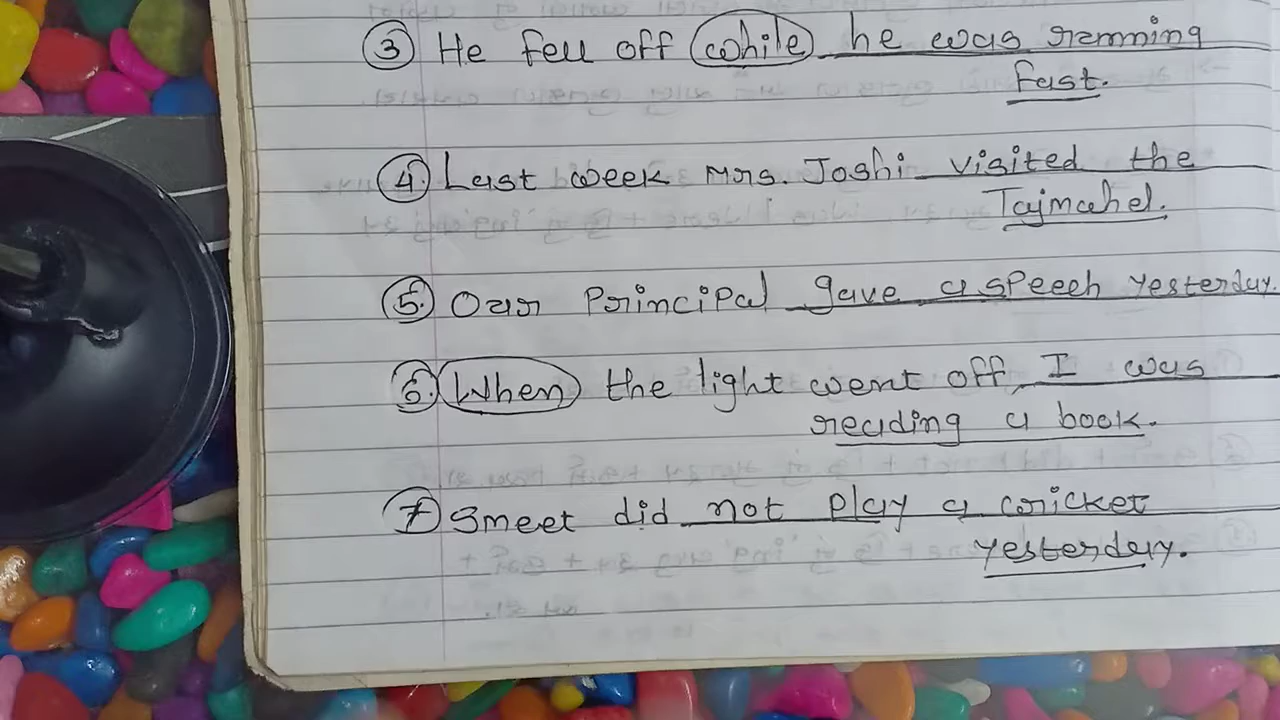 ③ He fell off while he was running
fast.
④ Last week Mrs. Joshi visited the
Tajmahel.
⑤ Our Principal gave a speech yesterday.
⑥ When the light went off, I was
reading a book.
⑦ Smeet did not play a cricket
yesterday.